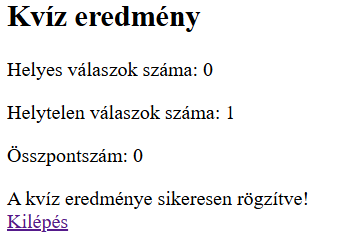 Kvíz eredmény
Helyes válaszok száma: 0
Helytelen válaszok száma: 1
Összpontszám: 0
A kvíz eredménye sikeresen rögzítve!
Kilépés